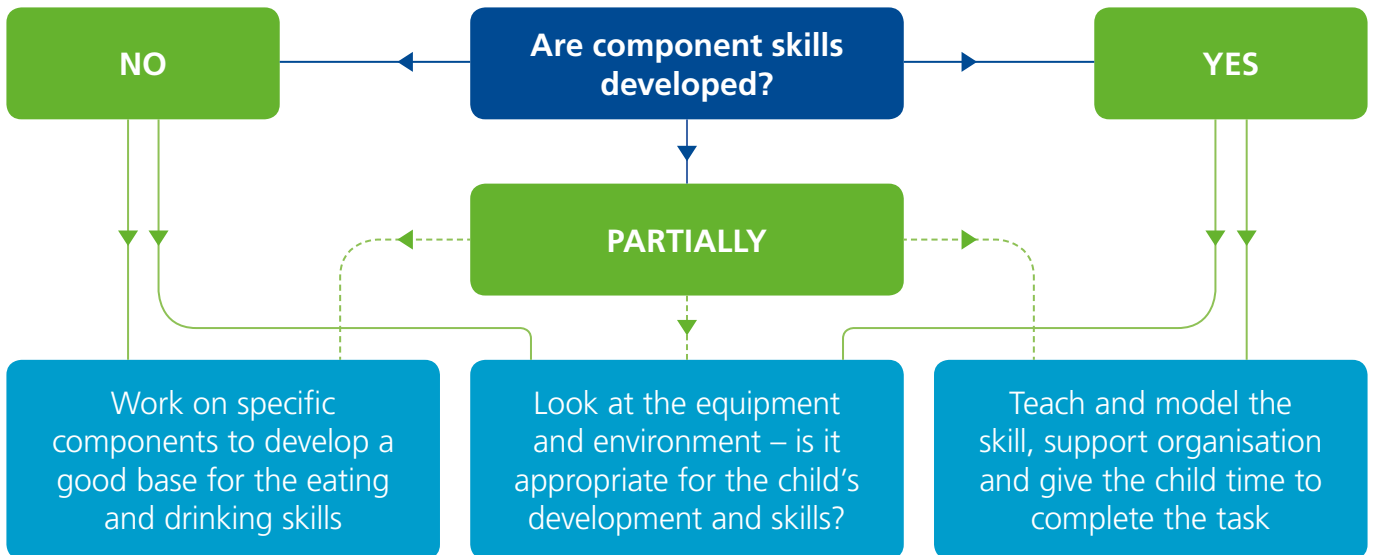 NO
Are component skills
developed?
YES
PARTIALLY
Work on specific
components to develop a
good base for the eating
and drinking skills
Look at the equipment
and environment – is it
appropriate for the child’s
development and skills?
Teach and model the
skill, support organisation
and give the child time to
complete the task